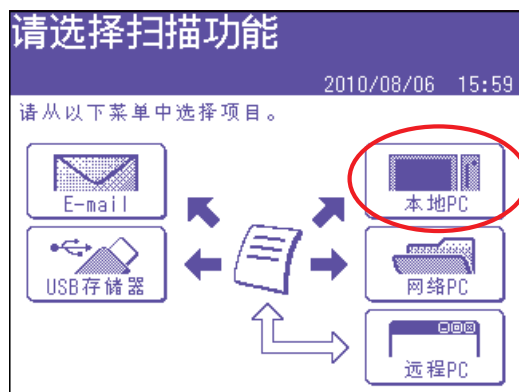 请选择扫描功能
2010/08/06 15:59
请从以下菜单中选择项目。
E-mail
本地PC
USB存储器
网络PC
远程PC